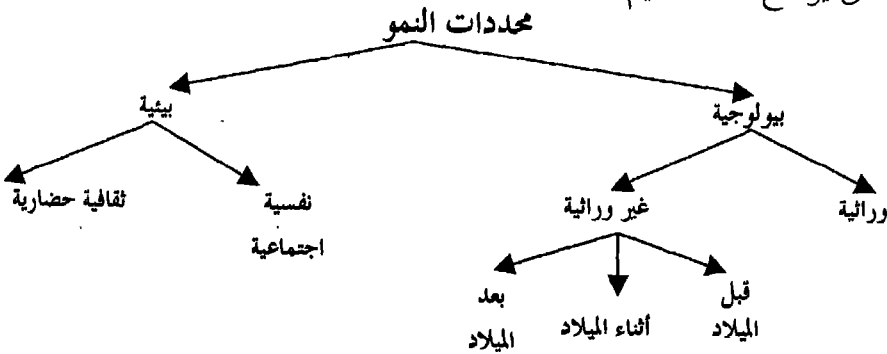 محددات النمو
بيولوجية
بيئية
وراثية
غير وراثية
نفسية
اجتماعية
ثقافية حضارية
قبل
الميلاد
أثناء الميلاد
بعد
الميلاد